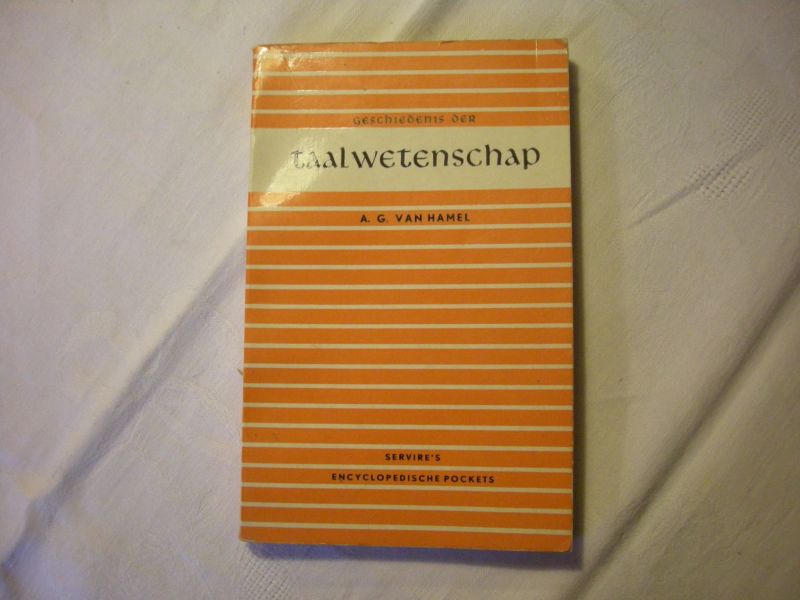 GESCHIEDENIS DER
taalwetenschap
A. G. VAN HAMEL
SERVIRE'S
ENCYCLOPEDISCHE POCKETS